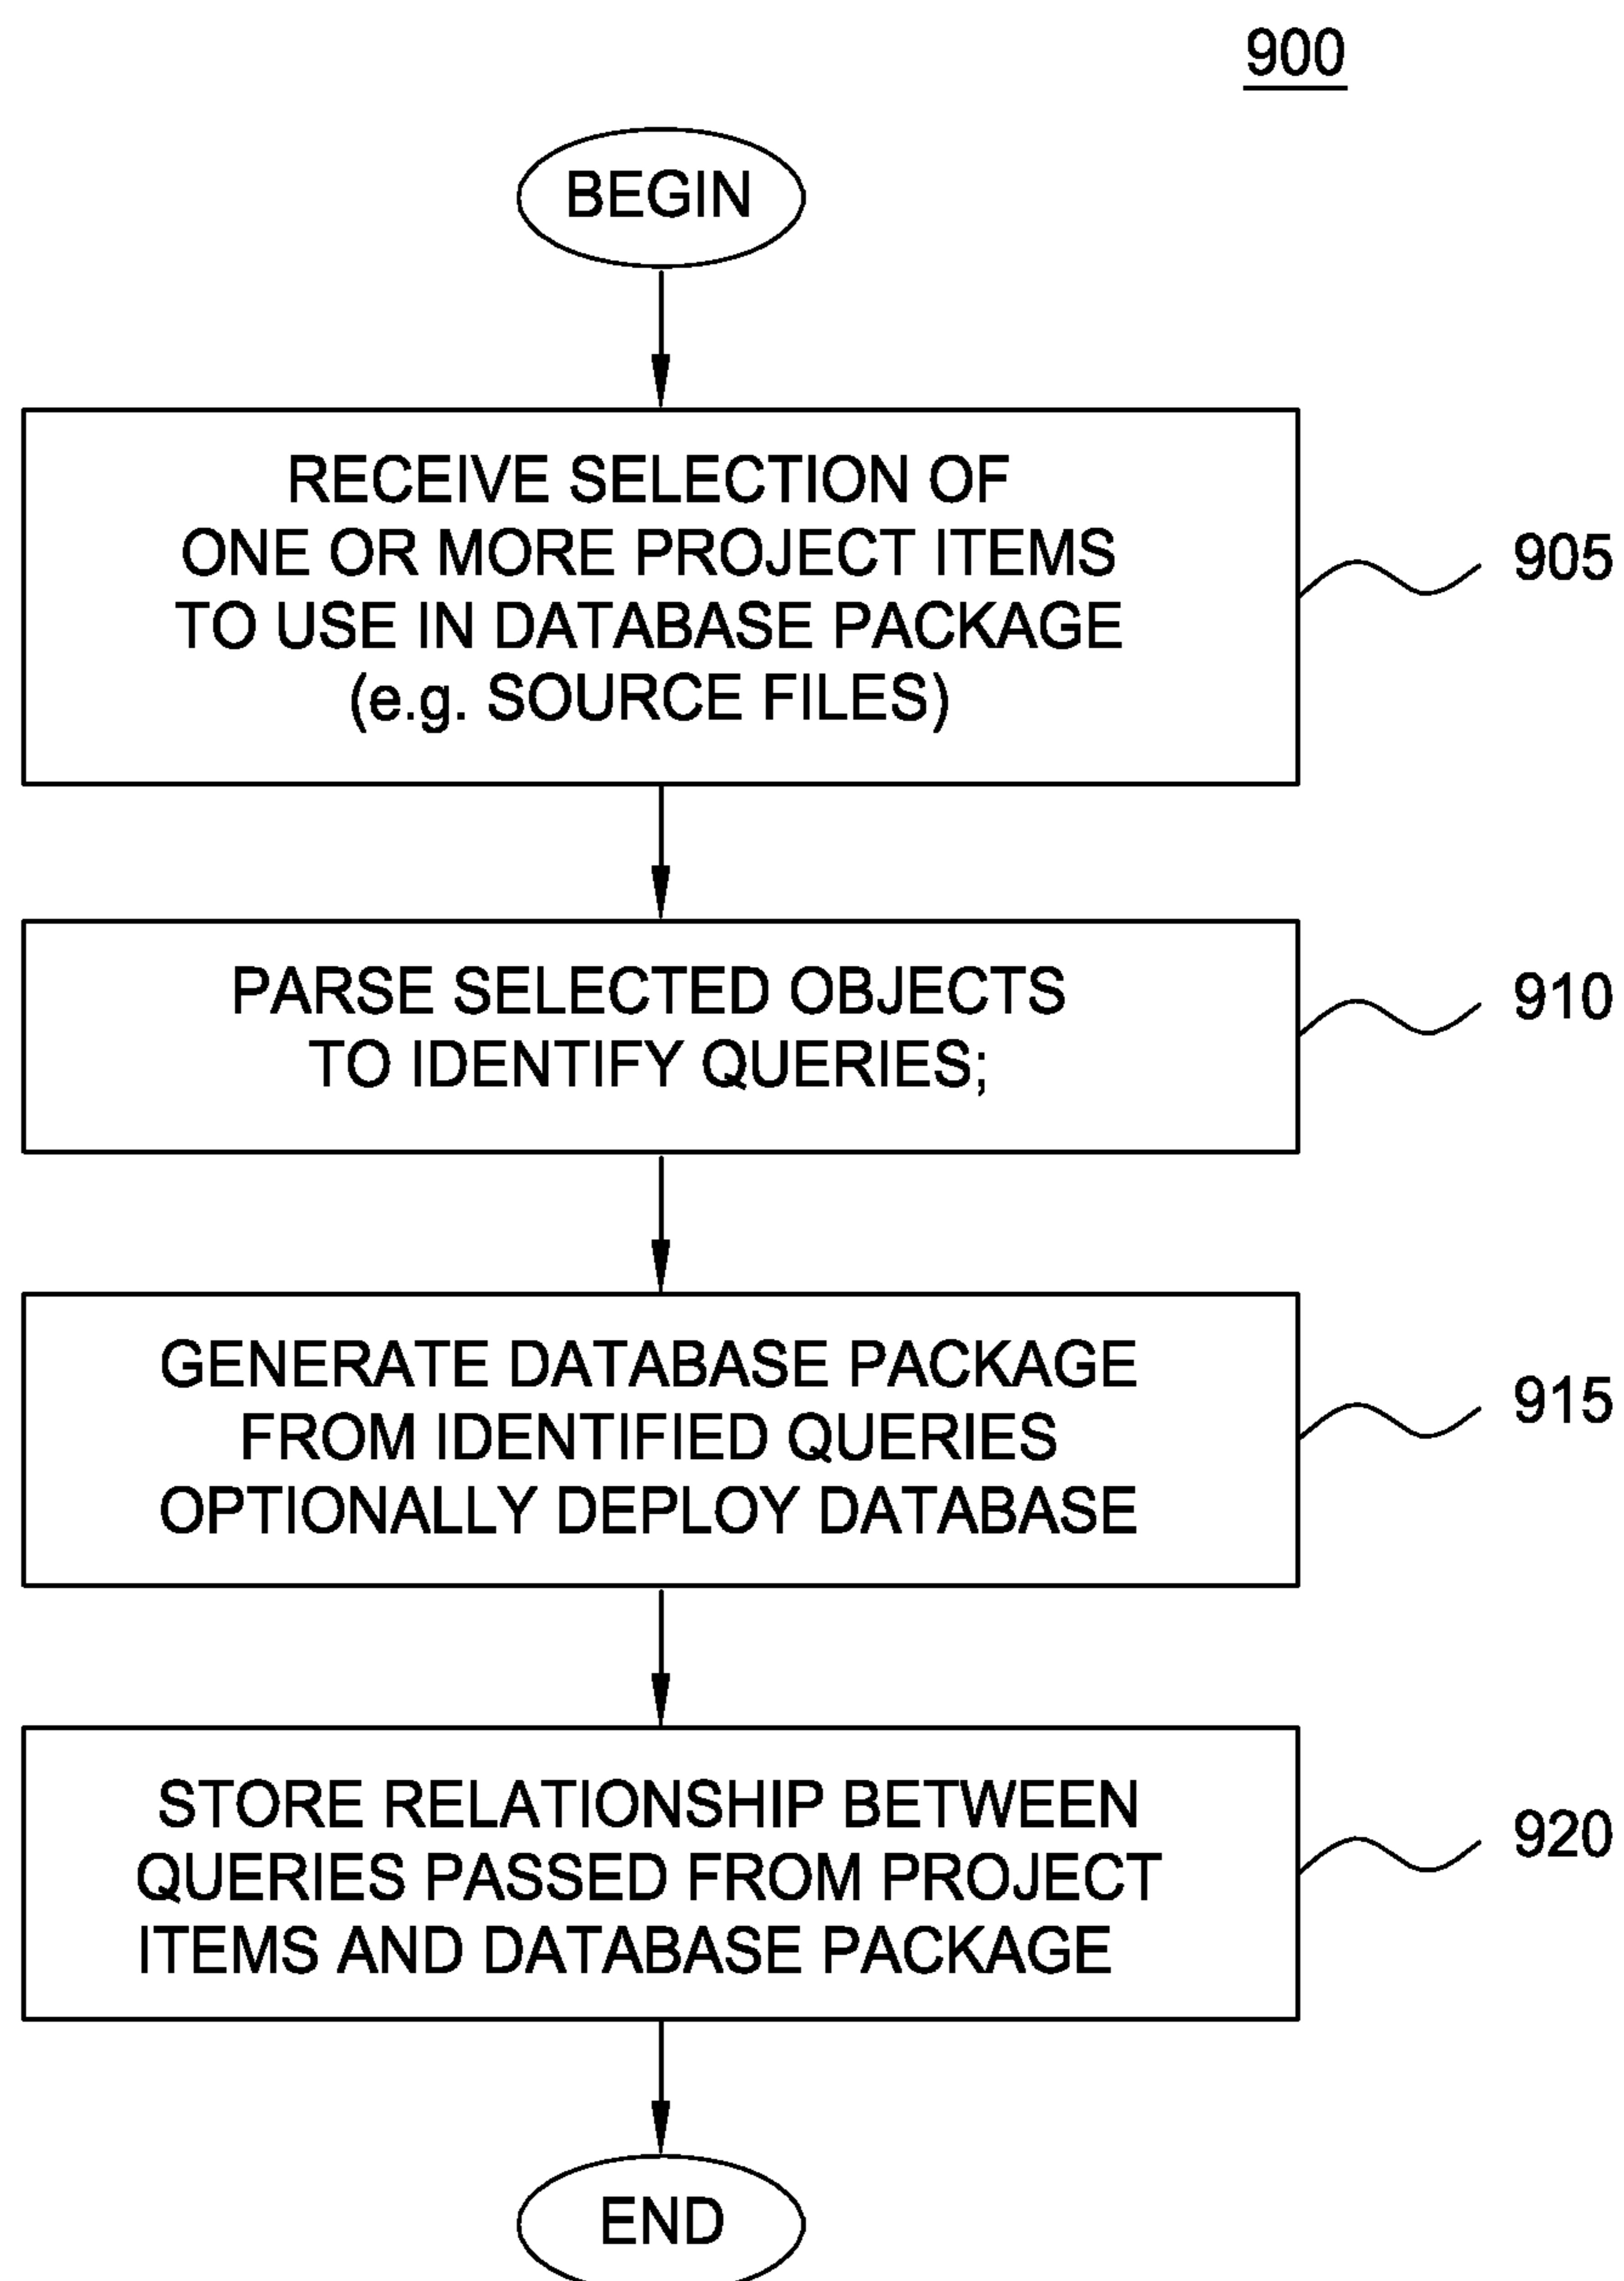 900
BEGIN
RECEIVE SELECTION OF
ONE OR MORE PROJECT ITEMS
TO USE IN DATABASE PACKAGE
(e.g. SOURCE FILES)
905
PARSE SELECTED OBJECTS
TO IDENTIFY QUERIES;
910
GENERATE DATABASE PACKAGE
FROM IDENTIFIED QUERIES
OPTIONALLY DEPLOY DATABASE
915
STORE RELATIONSHIP BETWEEN
QUERIES PASSED FROM PROJECT
ITEMS AND DATABASE PACKAGE
920
END